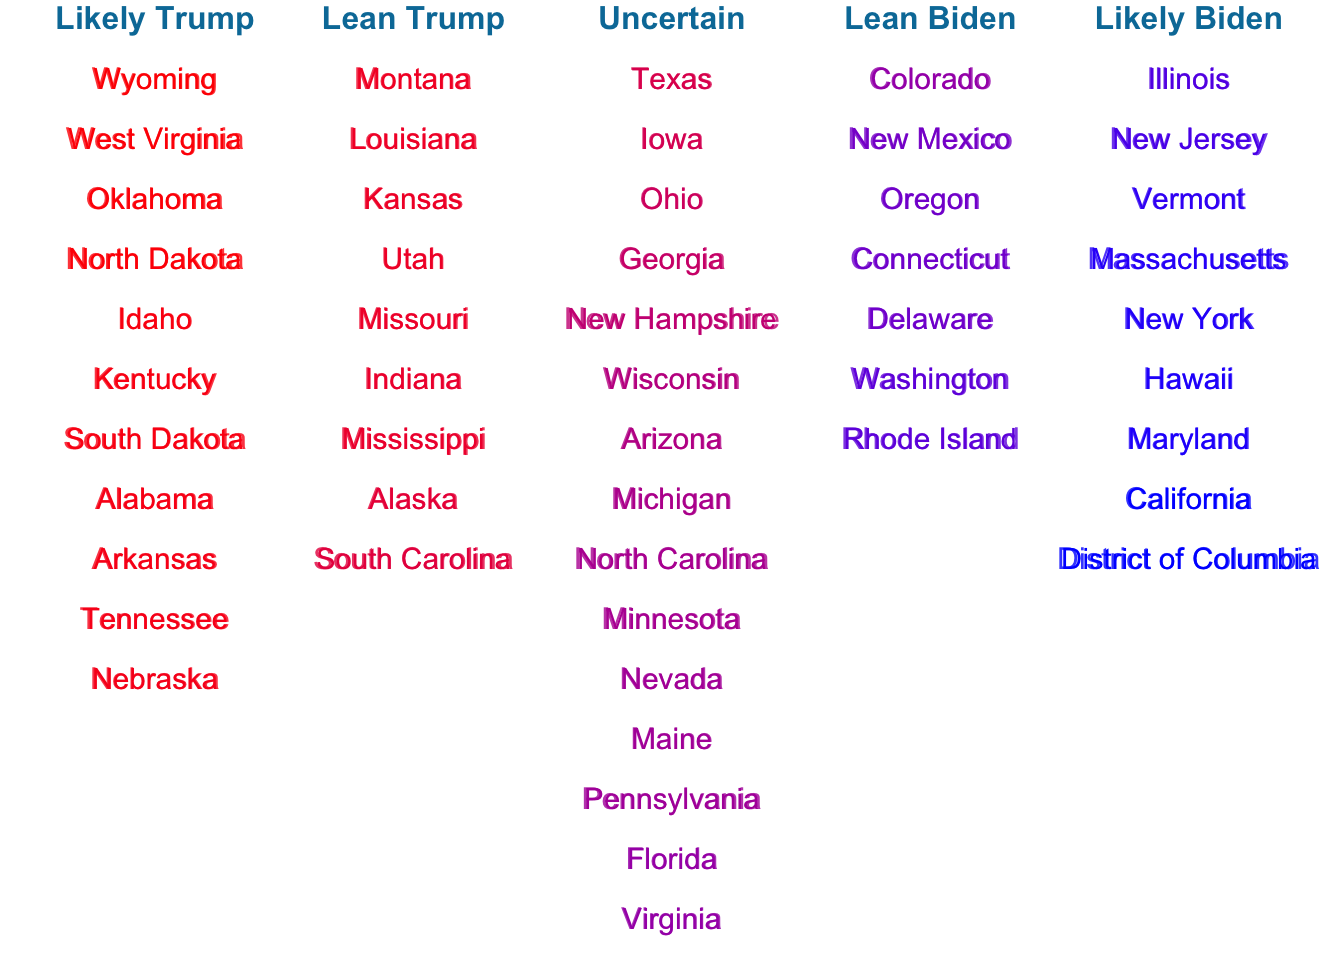 Likely Trump Lean Trump Uncertain Lean Biden Likely Biden
Wyoming Montana Texas Colorado Illinois
West Virginia Louisiana Iowa New Mexico New Jersey
Oklahoma Kansas Ohio Oregon Vermont
North Dakota Utah Georgia Connecticut Massachusetts
Idaho Missouri New Hampshire Delaware New York
Kentucky Indiana Wisconsin Washington Hawaii
South Dakota Mississippi Arizona Rhode Island Maryland
Alabama Alaska Michigan California
Arkansas South Carolina North Carolina District of Columbia
Tennessee Minnesota
Nebraska Nevada
Maine
Pennsylvania
Florida
Virginia